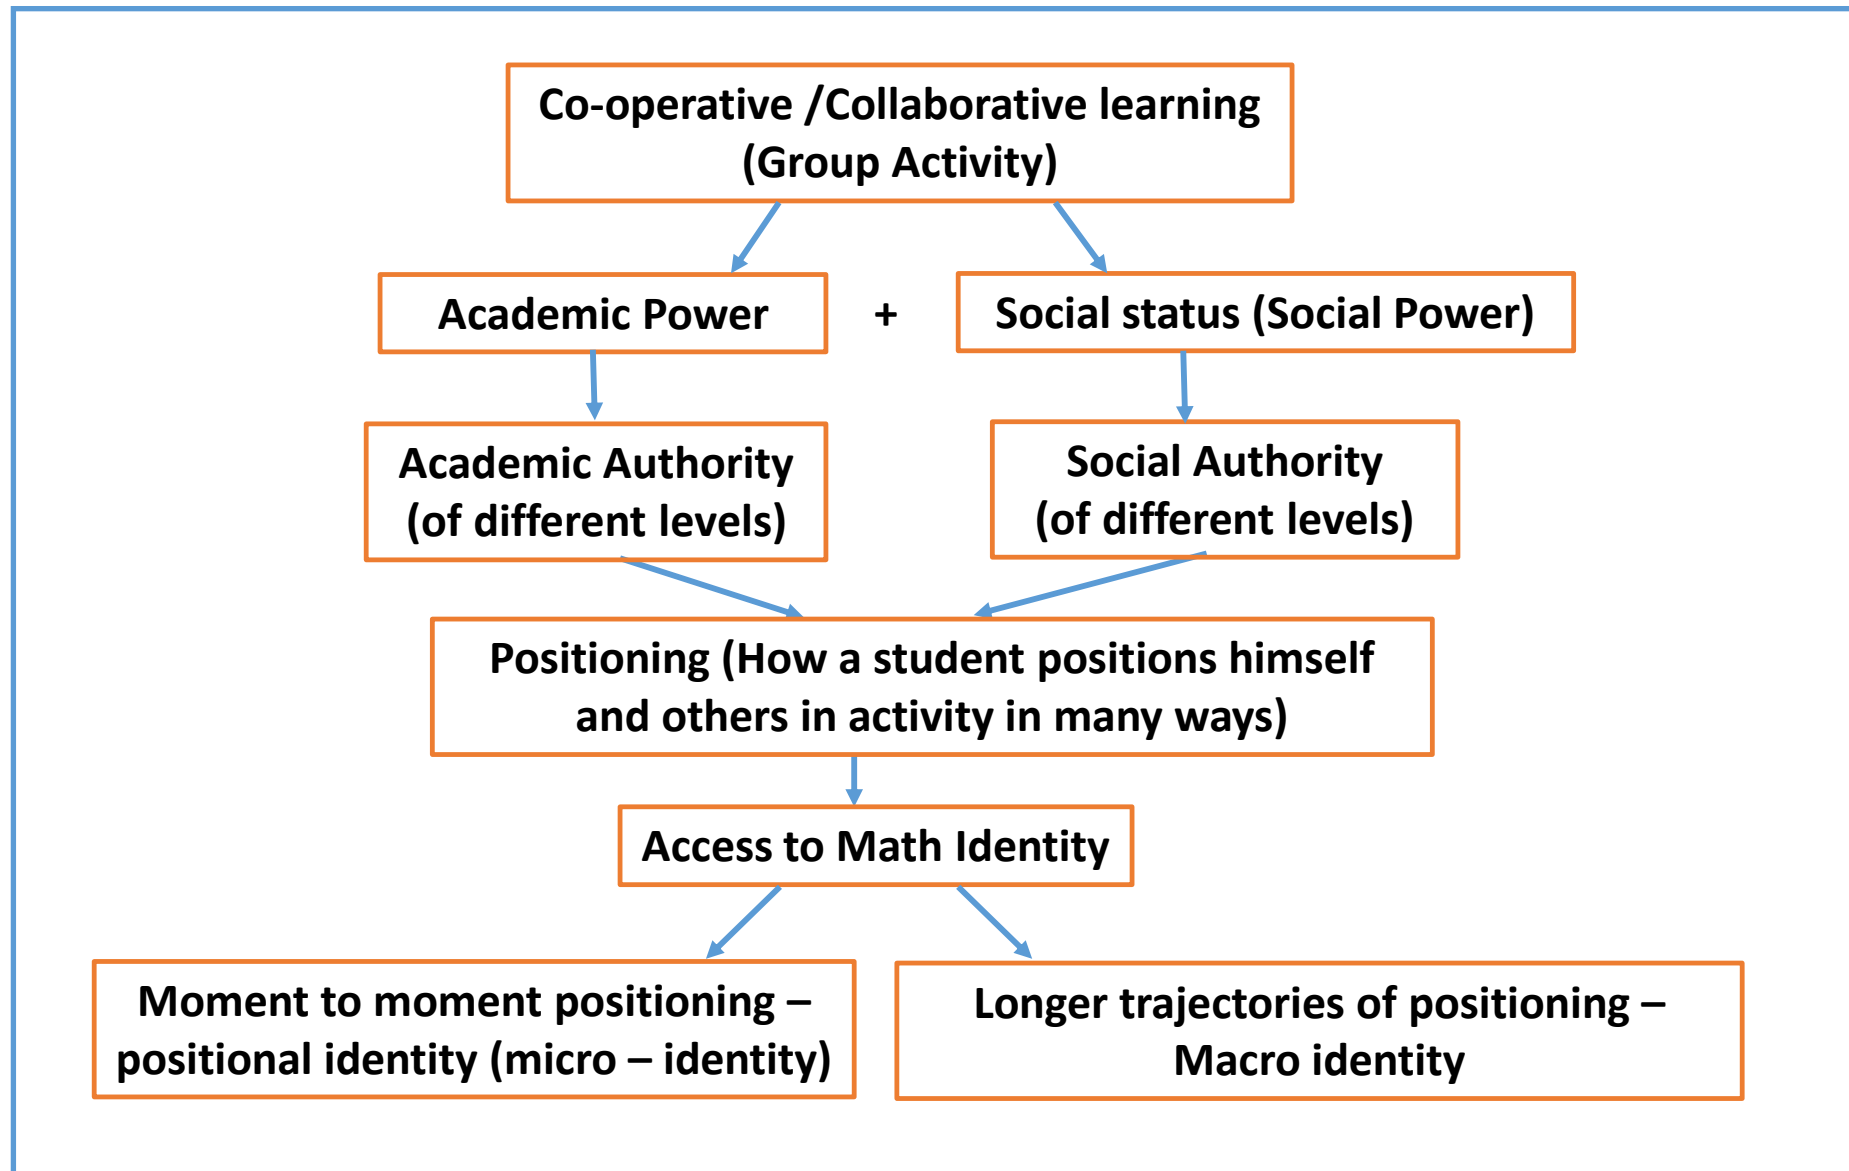 Co-operative /Collaborative learning
(Group Activity)
Academic Power
+
Social status (Social Power)
Academic Authority
(of different levels)
Social Authority
(of different levels)
Positioning (How a student positions himself
and others in activity in many ways)
Access to Math Identity
Moment to moment positioning –
positional identity (micro – identity)
Longer trajectories of positioning –
Macro identity